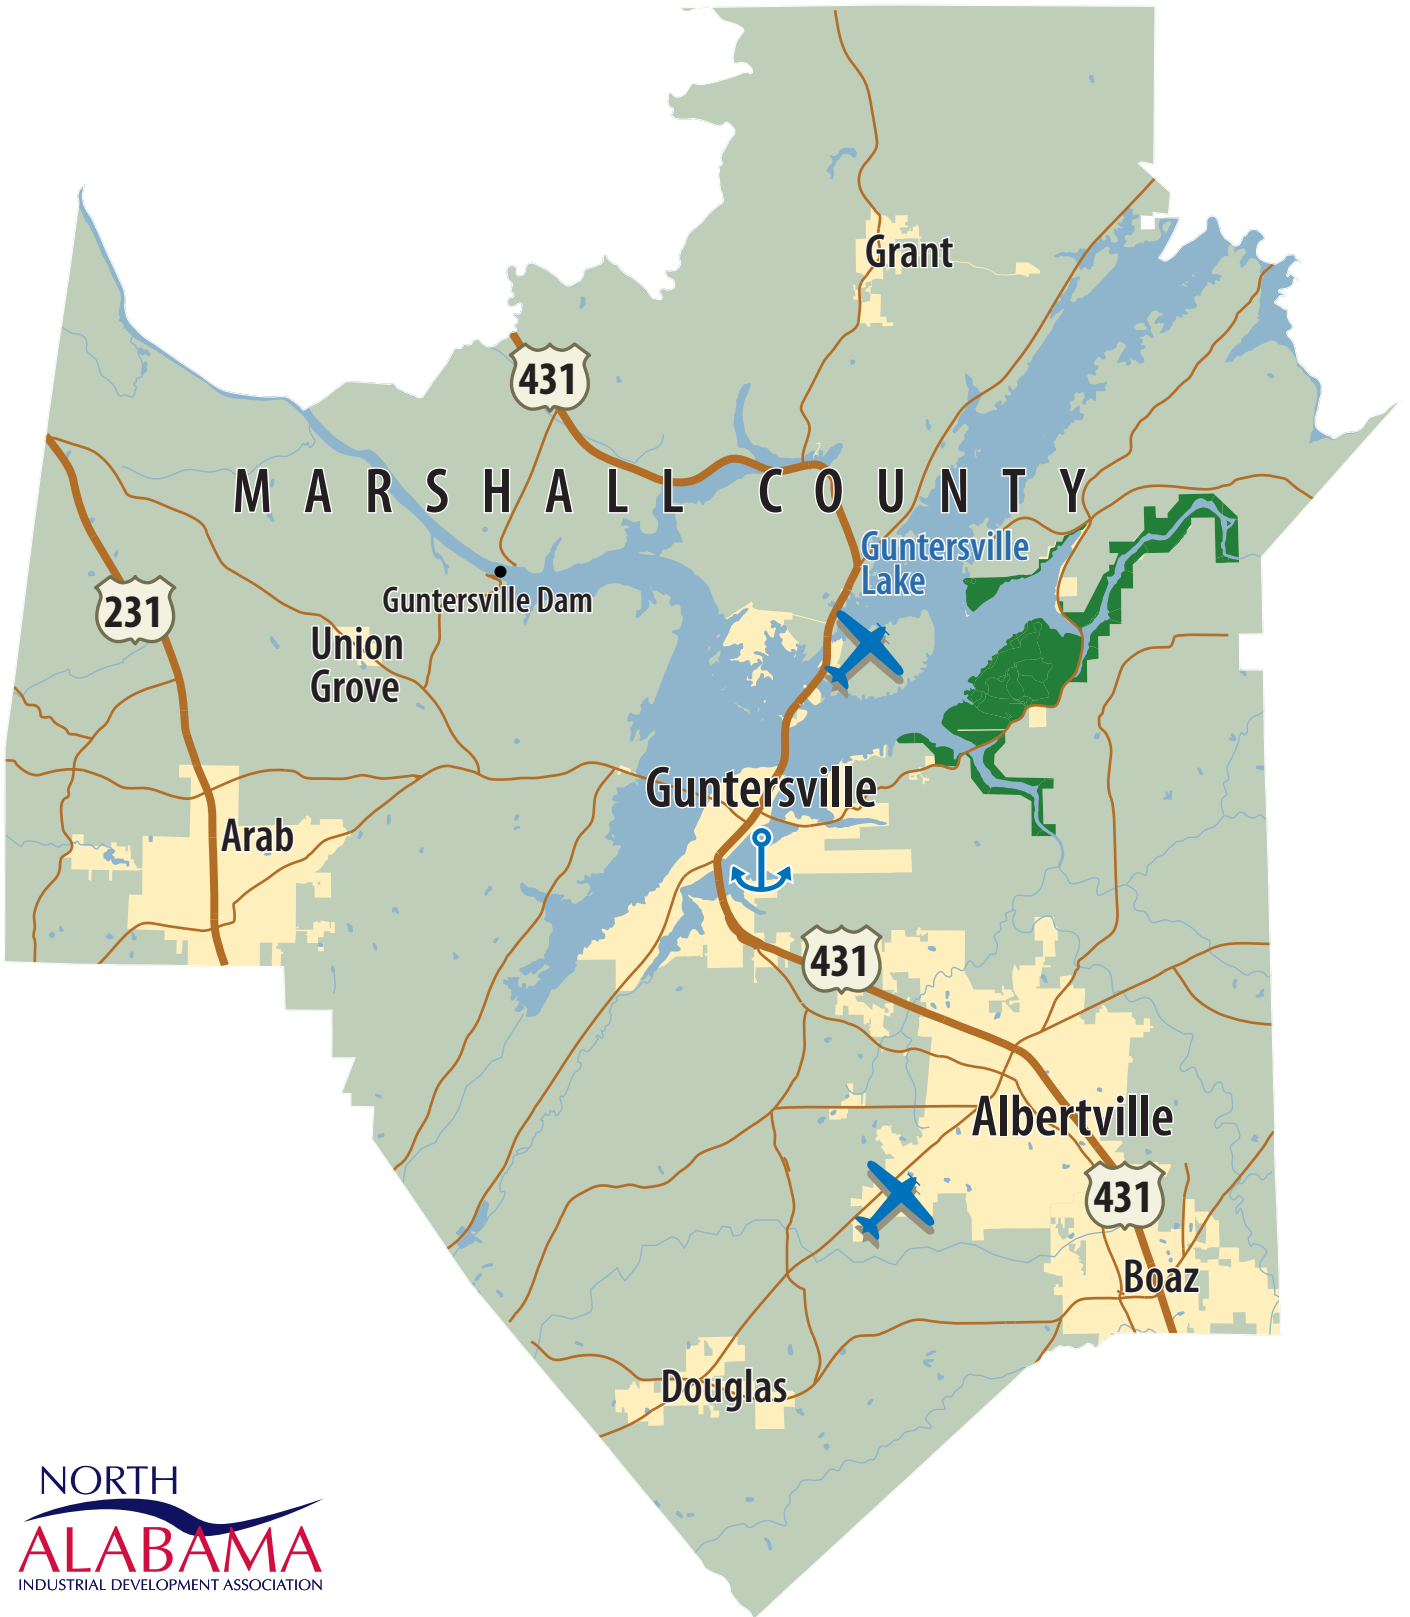 Grant
431
MARSHALL COUNTY
Guntersville
Lake
Guntersville Dam
231
Union
Grove
Guntersville
Arab
431
Albertville
431
Boaz
Douglas
NORTH
ALABAMA
INDUSTRIAL DEVELOPMENT ASSOCIATION